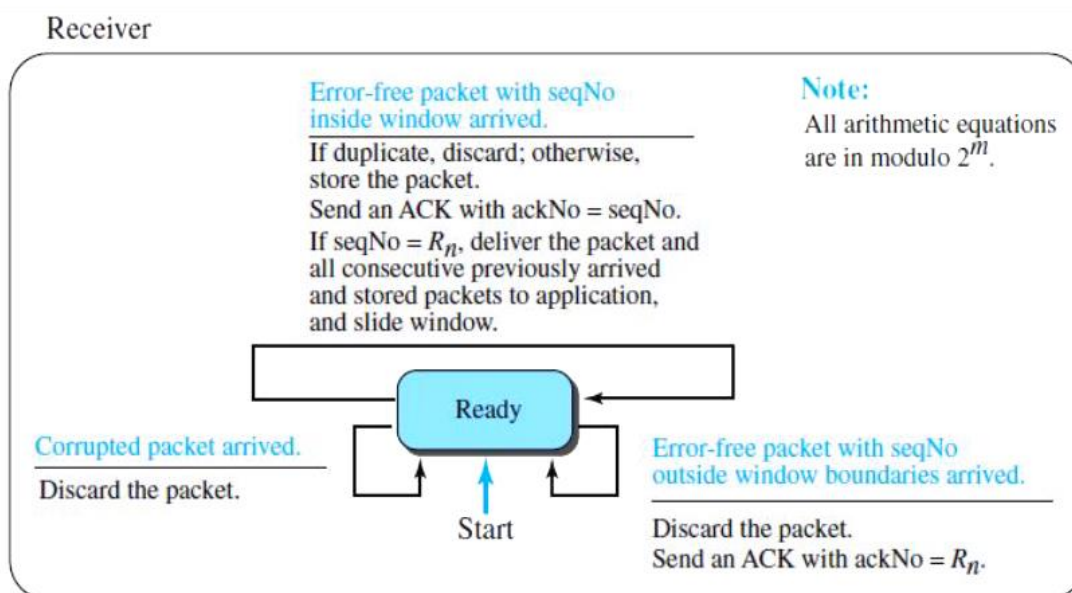 Receiver
Error-free packet with seqNo
inside window arrived.
If duplicate, discard; otherwise,
store the packet.
Send an ACK with ackNo = seqNo.
If seqNo = Rₙ, deliver the packet and
all consecutive previously arrived
and stored packets to application,
and slide window.
Note:
All arithmetic equations
are in modulo 2ᵐ.
Ready
Corrupted packet arrived.
Discard the packet.
Start
Error-free packet with seqNo
outside window boundaries arrived.
Discard the packet.
Send an ACK with ackNo = Rₙ.